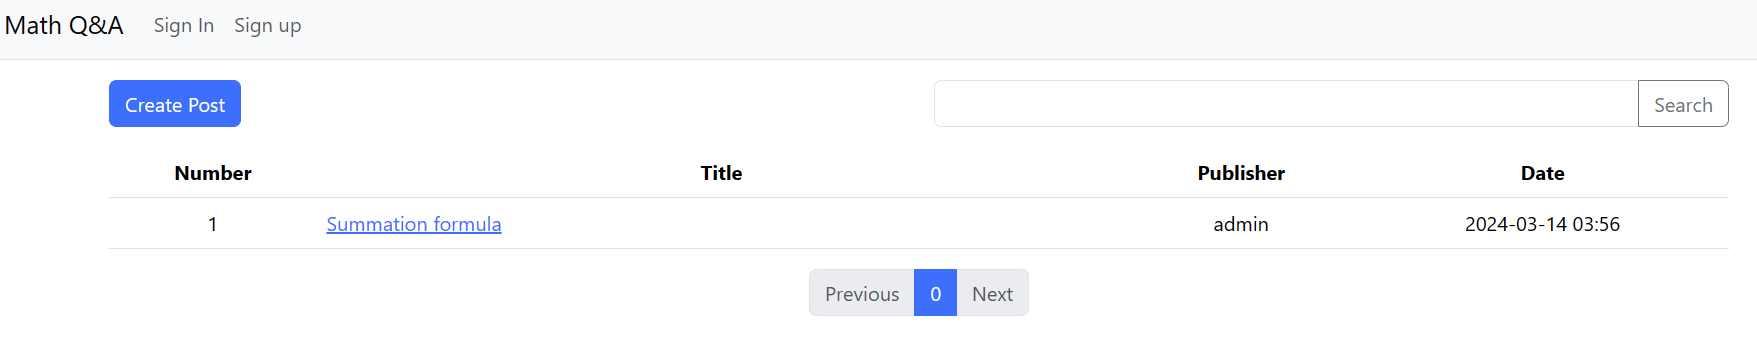 Math Q&A Sign In Sign up
Create Post Search
Number Title Publisher Date
1 Summation formula admin 2024-03-14 03:56
Previous 0 Next